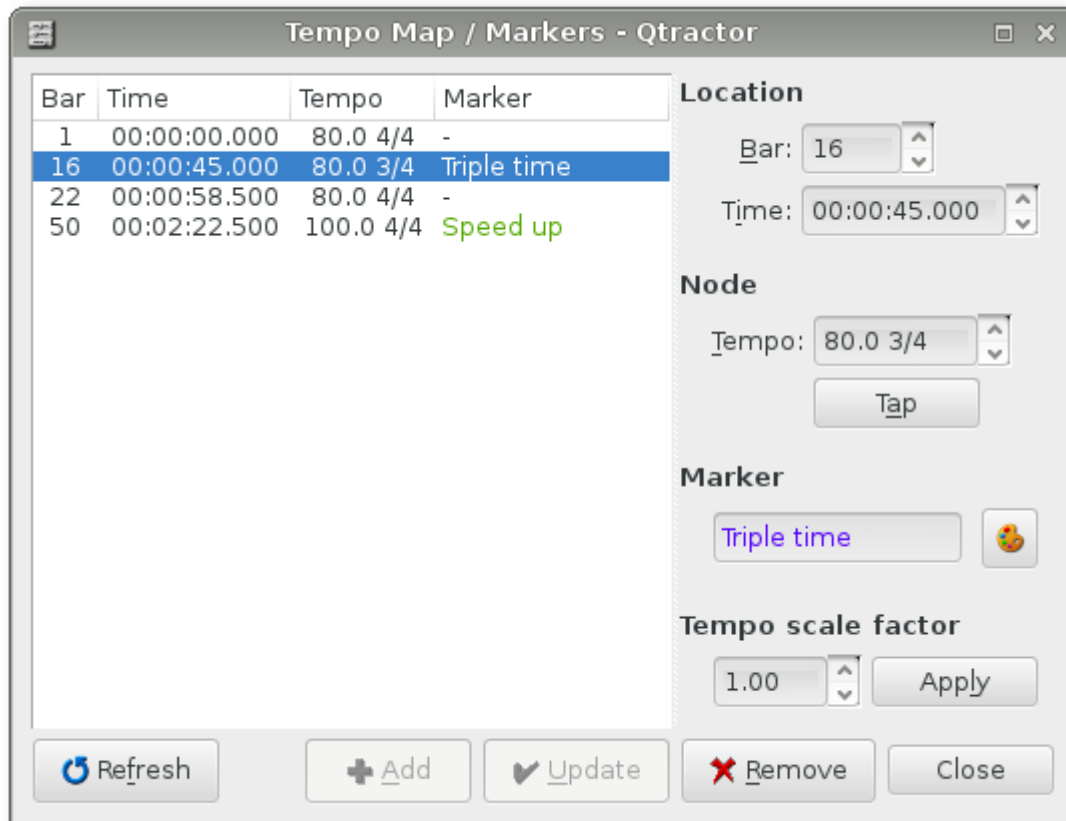 Tempo Map / Markers - Qtractor
Bar Time Tempo Marker
1 00:00:00.000 80.0 4/4 -
16 00:00:45.000 80.0 3/4 Triple time
22 00:00:58.500 80.0 4/4 -
50 00:02:22.500 100.0 4/4 Speed up
Location
Bar: 16
Time: 00:00:45.000
Node
Tempo: 80.0 3/4
Tap
Marker
Triple time
Tempo scale factor
1.00 Apply
Refresh Add Update Remove Close